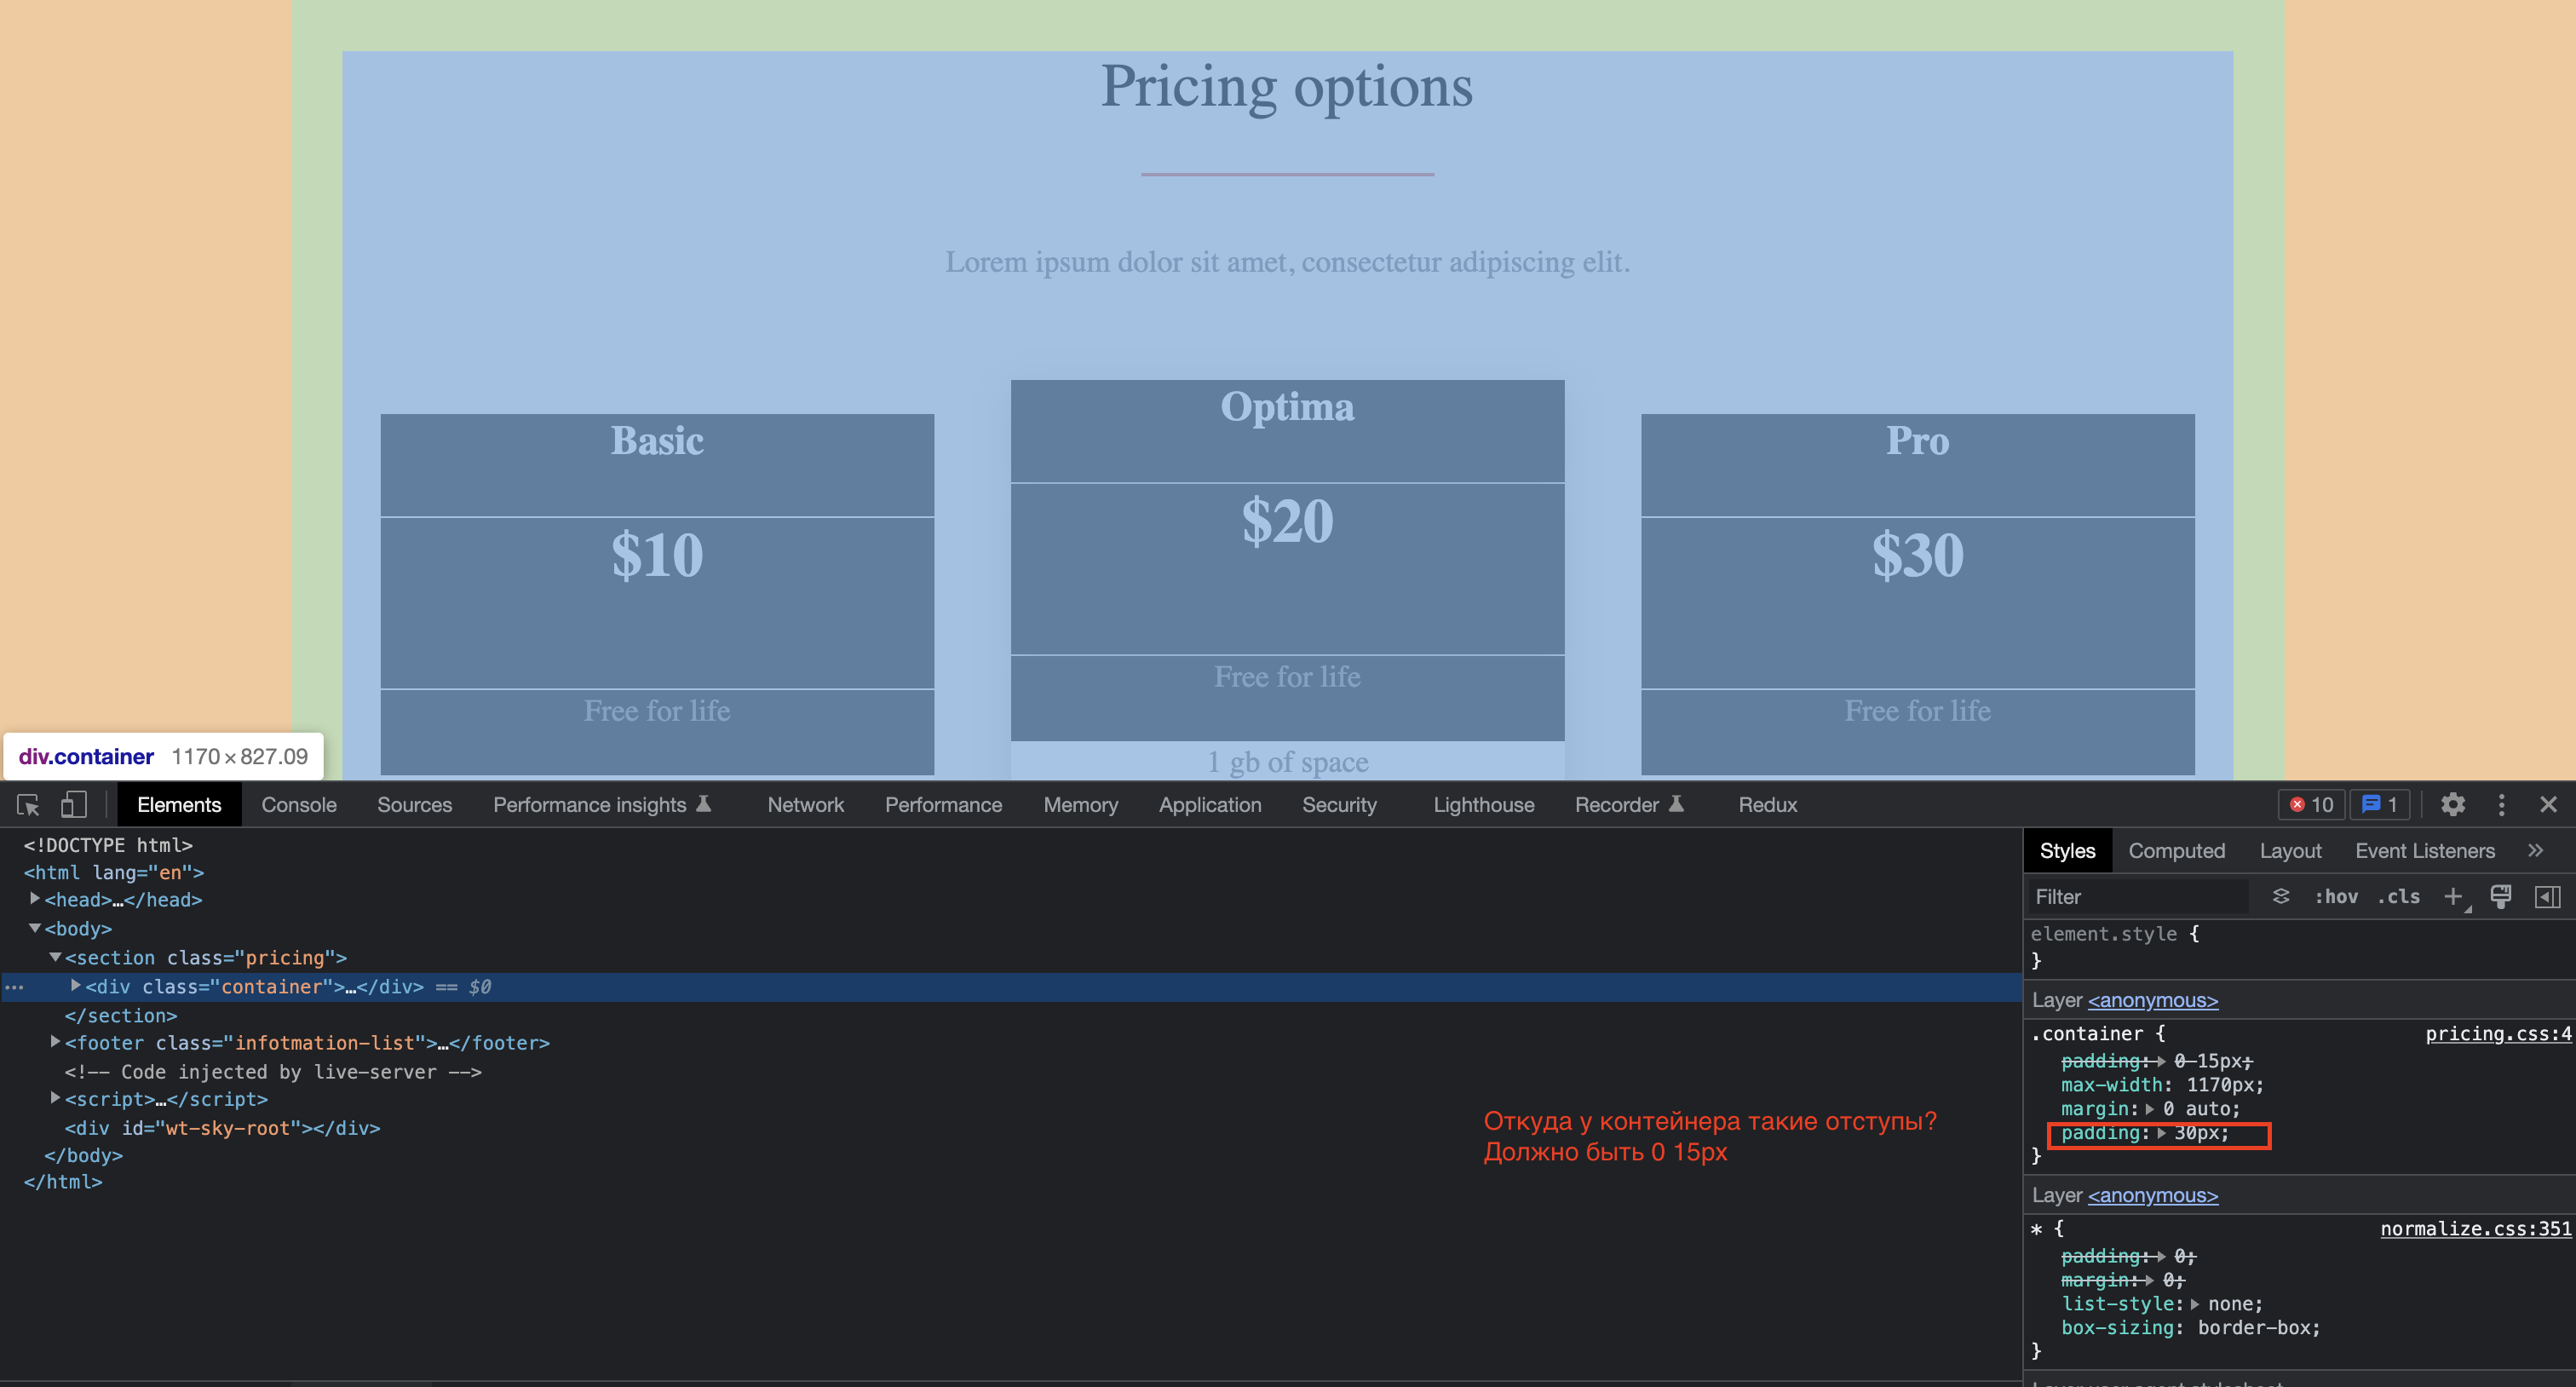 Pricing options
Lorem ipsum dolor sit amet, consectetur adipiscing elit.
Basic
$10
Free for life
Optima
$20
Free for life
1 gb of space
Pro
$30
Free for life
div.container 1170×827.09
Elements Console Sources Performance insights Network Performance Memory Application Security Lighthouse Recorder Redux 10 1
<!DOCTYPE html>
<html lang="en">
<head>…</head>
<body>
<section class="pricing">
… <div class="container">…</div> == $0
</section>
<footer class="infotmation-list">…</footer>
<!-- Code injected by live-server -->
<script>…</script>
<div id="wt-sky-root"></div>
</body>
</html>
Откуда у контейнера такие отступы?
Должно быть 0 15px
Styles Computed Layout Event Listeners »
Filter :hov .cls +
element.style {
}
Layer <anonymous>
.container { pricing.css:4
padding: 0 15px;
max-width: 1170px;
margin: 0 auto;
padding: 30px;
}
Layer <anonymous>
* { normalize.css:351
padding: 0;
margin: 0;
list-style: none;
box-sizing: border-box;
}